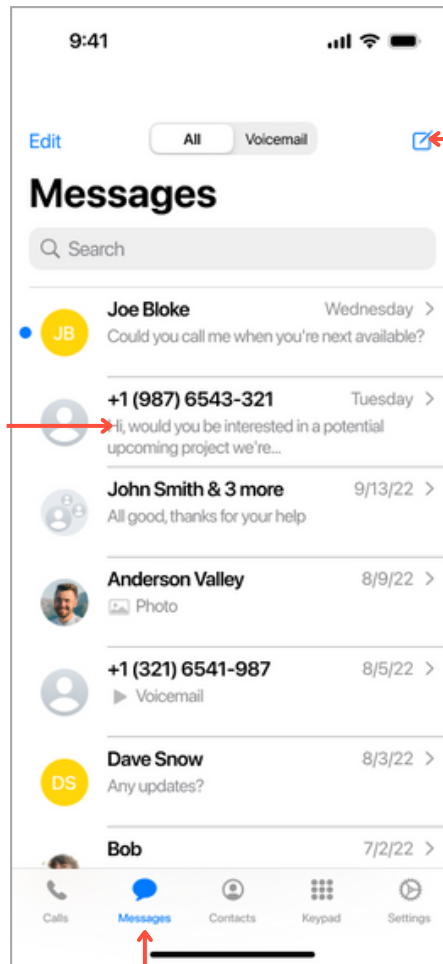 9:41
Edit
All
Voicemail
Messages
Search
Joe Bloke
Wednesday
JB
Could you call me when you're next available?
+1 (987) 6543-321
Tuesday
Hi, would you be interested in a potential
upcoming project we're...
John Smith & 3 more
9/13/22
All good, thanks for your help
Anderson Valley
8/9/22
Photo
+1 (321) 6541-987
8/5/22
Voicemail
Dave Snow
8/3/22
DS
Any updates?
Bob
7/2/22
Calls
Messages
Contacts
Keypad
Settings